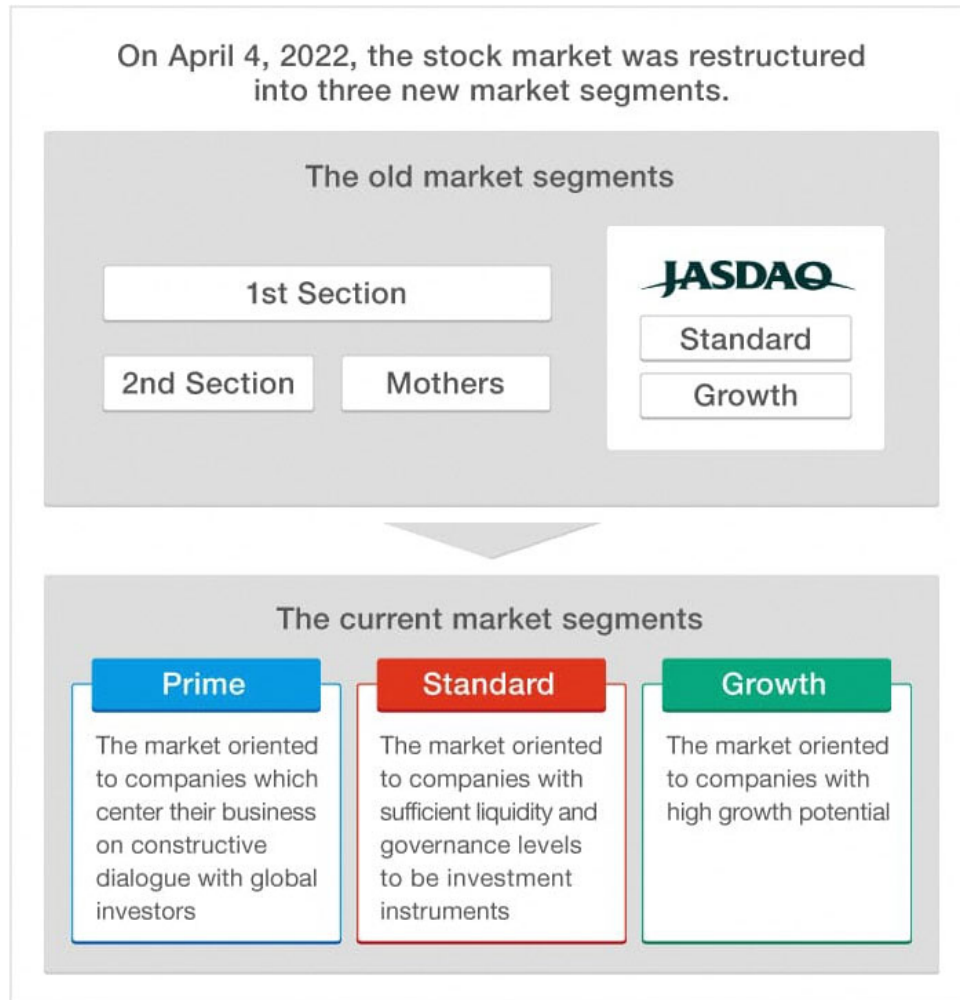 On April 4, 2022, the stock market was restructured
into three new market segments.
The old market segments
1st Section
2nd Section
Mothers
JASDAQ
Standard
Growth
The current market segments
Prime
The market oriented
to companies which
center their business
on constructive
dialogue with global
investors
Standard
The market oriented
to companies with
sufficient liquidity and
governance levels
to be investment
instruments
Growth
The market oriented
to companies with
high growth potential